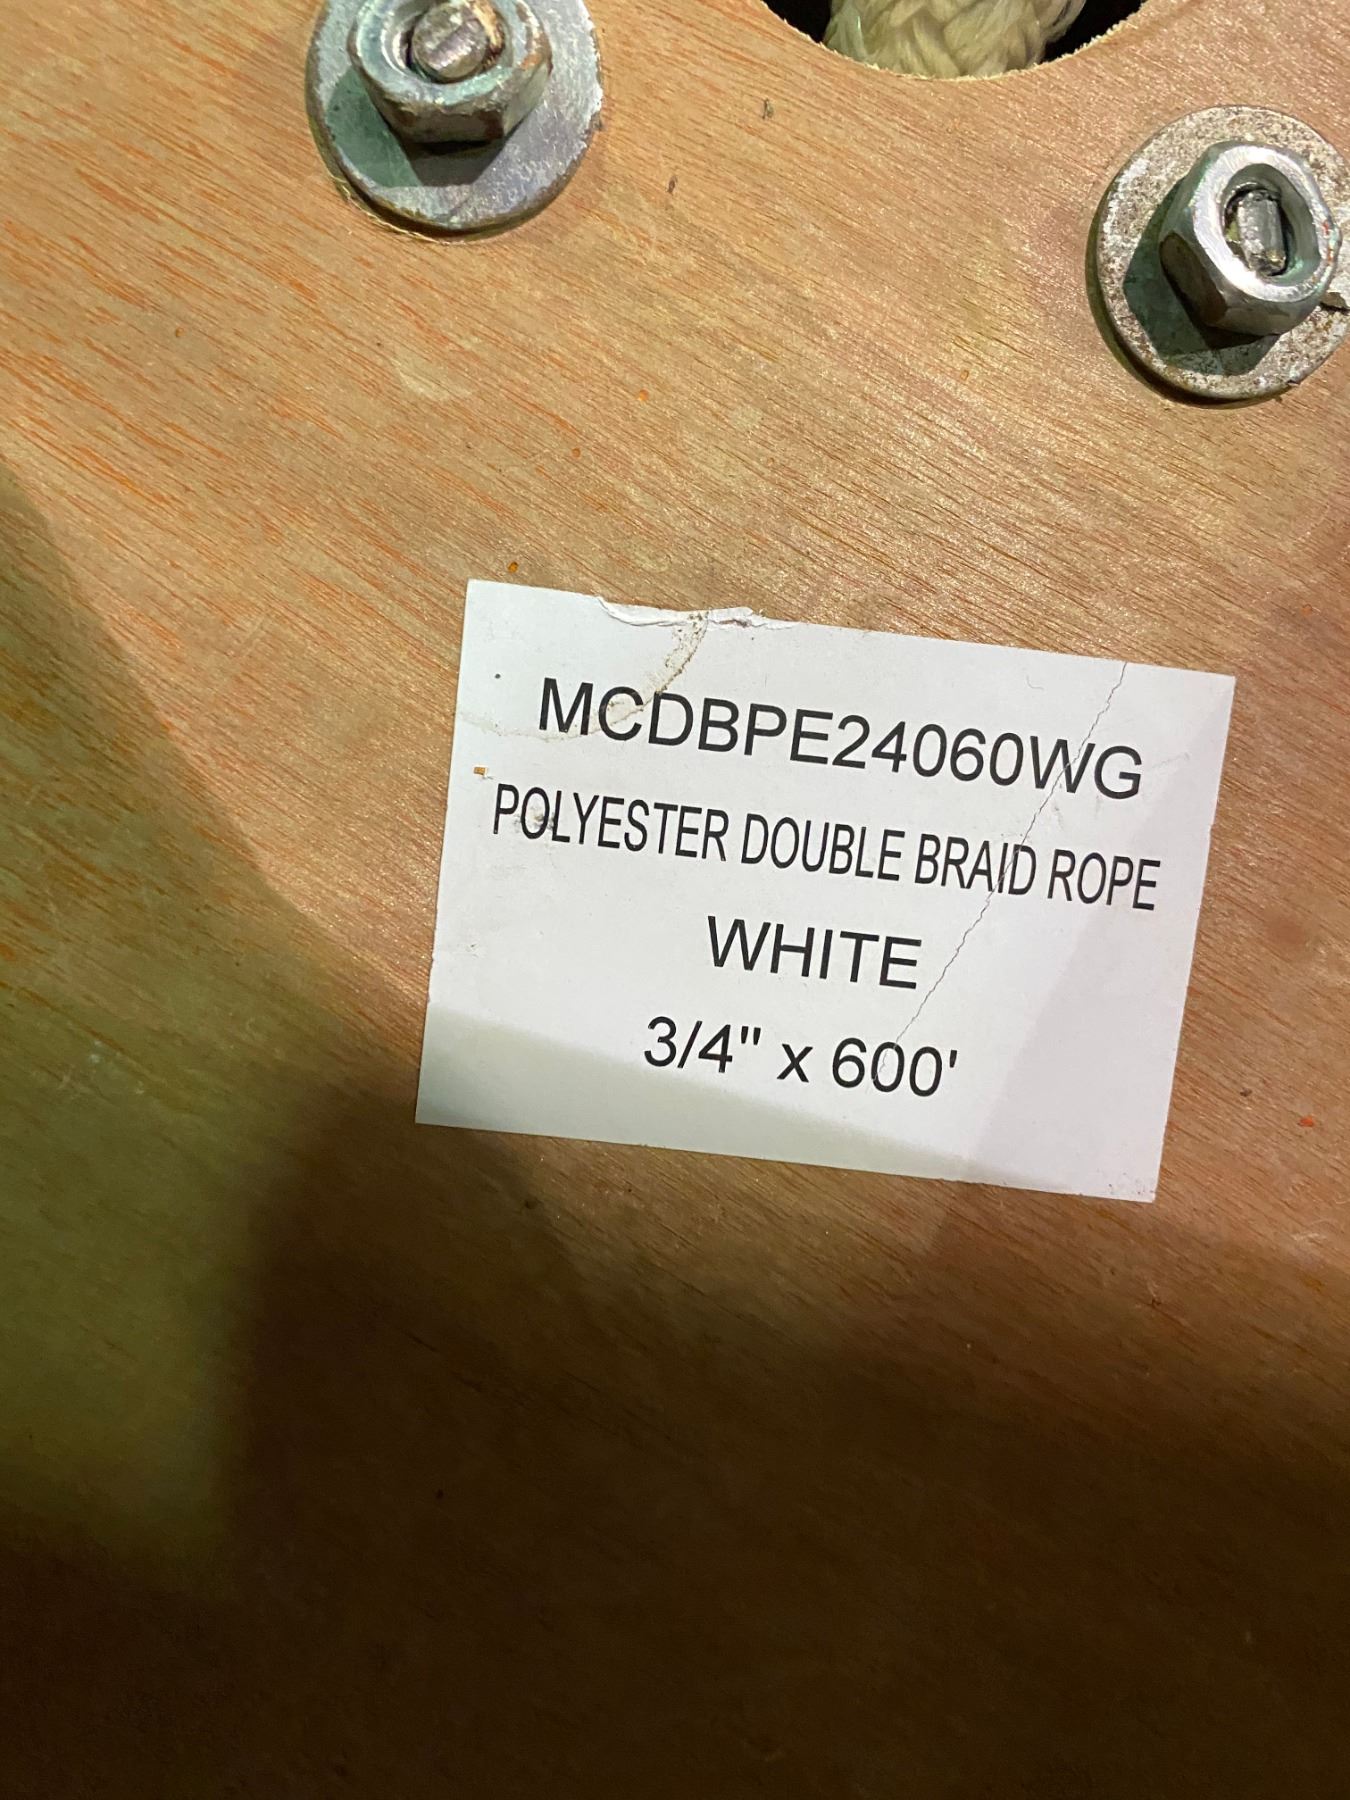 MCDBPE24060WG
POLYESTER DOUBLE BRAID ROPE
WHITE
3/4" x 600'